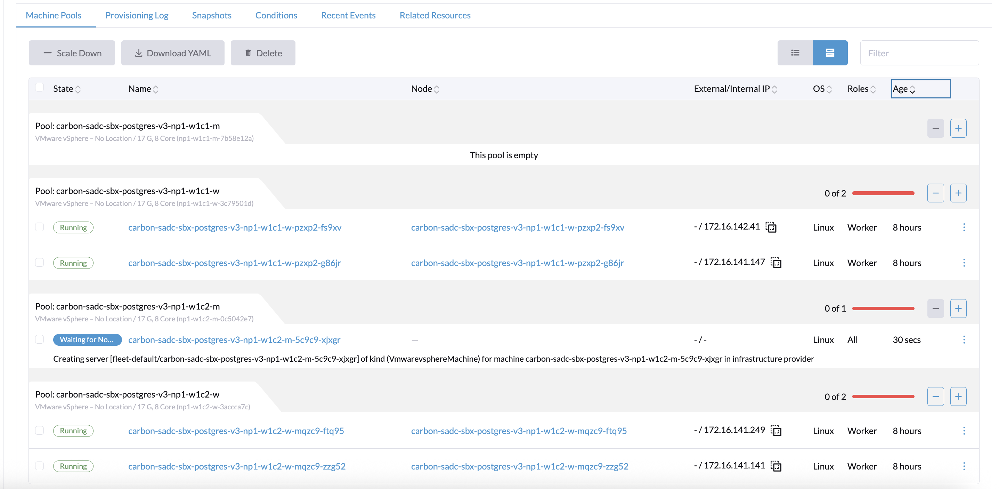 Machine Pools Provisioning Log Snapshots Conditions Recent Events Related Resources
Scale Down Download YAML Delete Filter
State Name Node External/Internal IP OS Roles Age
Pool: carbon-sadc-sbx-postgres-v3-np1-w1c1-m
VMware vSphere – No Location / 17 G, 8 Core (np1-w1c1-m-7b58e12a)
This pool is empty
Pool: carbon-sadc-sbx-postgres-v3-np1-w1c1-w
0 of 2
VMware vSphere – No Location / 17 G, 8 Core (np1-w1c1-w-3c79501d)
Running carbon-sadc-sbx-postgres-v3-np1-w1c1-w-pzxp2-fs9xv carbon-sadc-sbx-postgres-v3-np1-w1c1-w-pzxp2-fs9xv - / 172.16.142.41 Linux Worker 8 hours
Running carbon-sadc-sbx-postgres-v3-np1-w1c1-w-pzxp2-g86jr carbon-sadc-sbx-postgres-v3-np1-w1c1-w-pzxp2-g86jr - / 172.16.141.147 Linux Worker 8 hours
Pool: carbon-sadc-sbx-postgres-v3-np1-w1c2-m
0 of 1
VMware vSphere – No Location / 17 G, 8 Core (np1-w1c2-m-0c5042e7)
Waiting for No... carbon-sadc-sbx-postgres-v3-np1-w1c2-m-5c9c9-xjxgr — - / - Linux All 30 secs
Creating server [fleet-default/carbon-sadc-sbx-postgres-v3-np1-w1c2-m-5c9c9-xjxgr] of kind (VmwarevsphereMachine) for machine carbon-sadc-sbx-postgres-v3-np1-w1c2-m-5c9c9-xjxgr in infrastructure provider
Pool: carbon-sadc-sbx-postgres-v3-np1-w1c2-w
0 of 2
VMware vSphere – No Location / 17 G, 8 Core (np1-w1c2-w-3accca7c)
Running carbon-sadc-sbx-postgres-v3-np1-w1c2-w-mqzc9-ftq95 carbon-sadc-sbx-postgres-v3-np1-w1c2-w-mqzc9-ftq95 - / 172.16.141.249 Linux Worker 8 hours
Running carbon-sadc-sbx-postgres-v3-np1-w1c2-w-mqzc9-zzg52 carbon-sadc-sbx-postgres-v3-np1-w1c2-w-mqzc9-zzg52 - / 172.16.141.141 Linux Worker 8 hours